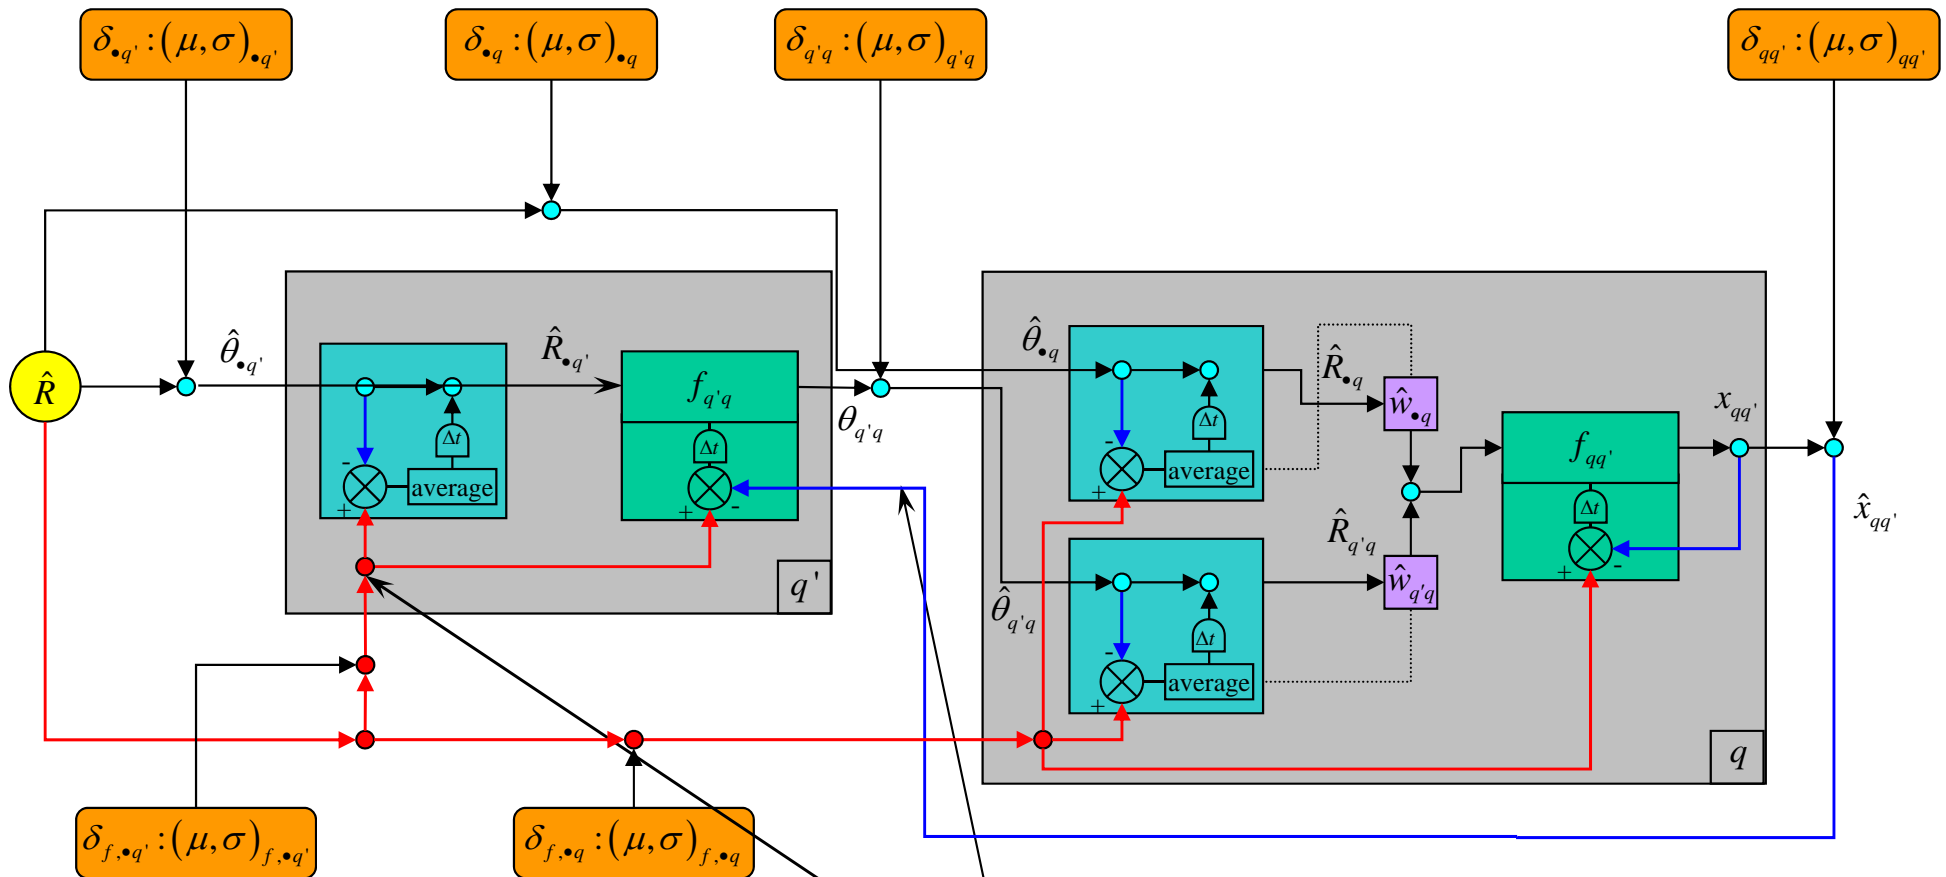 δ•q' : (μ,σ)•q'
δ•q : (μ,σ)•q
δq'q : (μ,σ)q'q
δqq' : (μ,σ)qq'
R̂
θ̂•q'
R̂•q'
fq'q
θq'q
Δt
Δt
-
+
average
+
-
q'
θ̂•q
R̂•q
ŵ•q
Δt
-
+
average
xqq'
fqq'
Δt
+
-
x̂qq'
R̂q'q
ŵq'q
θ̂q'q
Δt
-
+
average
q
δf,•q' : (μ,σ)f,•q'
δf,•q : (μ,σ)f,•q